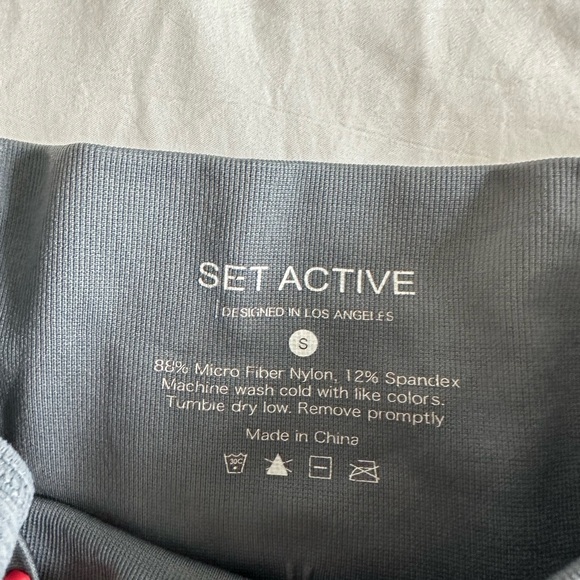 SET ACTIVE
DESIGNED IN LOS ANGELES
S
88% Micro Fiber Nylon, 12% Spandex
Machine wash cold with like colors.
Tumble dry low. Remove promptly
Made in China
30C